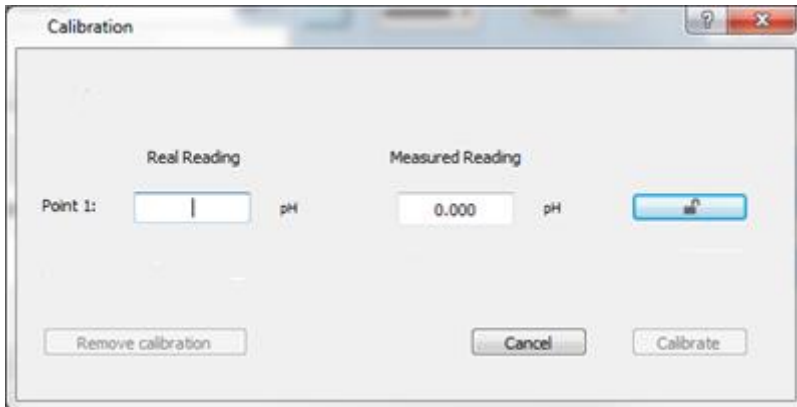 Calibration
Real Reading Measured Reading
Point 1: pH 0.000 pH
Remove calibration Cancel Calibrate